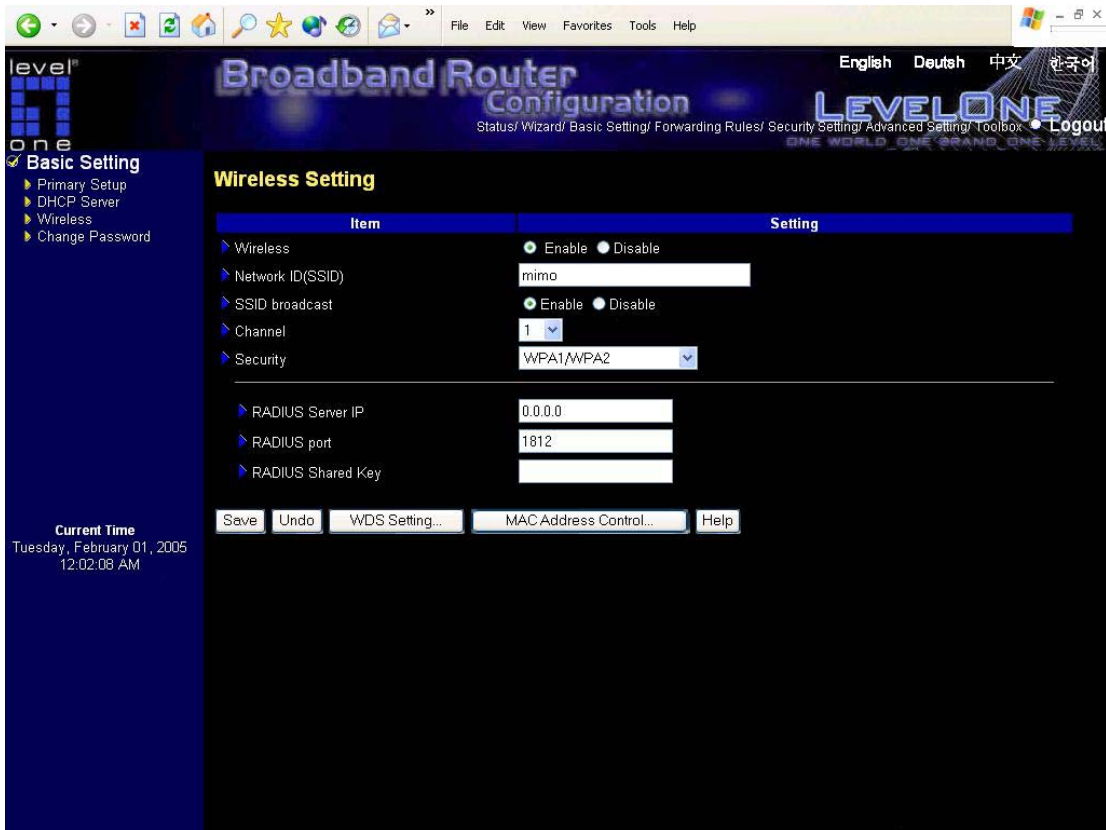 File Edit View Favorites Tools Help
level one
Broadband Router
Configuration
English Deutsh 中文 한국어
LEVELONE
Status/ Wizard/ Basic Setting/ Forwarding Rules/ Security Setting/ Advanced Setting/ Toolbox Logout
ONE WORLD_ONE BRAND_ONE LEVEL
Basic Setting
Primary Setup
DHCP Server
Wireless
Change Password
Current Time
Tuesday, February 01, 2005
12:02:08 AM
Wireless Setting
Item Setting
Wireless Enable Disable
Network ID(SSID) mimo
SSID broadcast Enable Disable
Channel 1
Security WPA1/WPA2
RADIUS Server IP 0.0.0.0
RADIUS port 1812
RADIUS Shared Key
Save Undo WDS Setting... MAC Address Control... Help